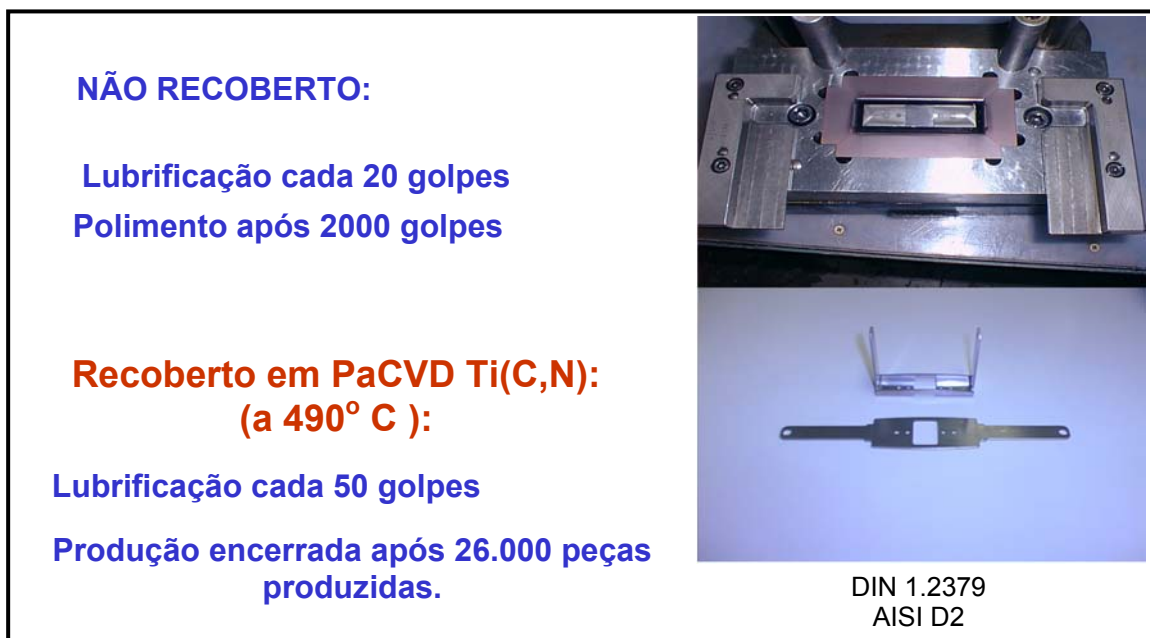 NÃO RECOBERTO:
Lubrificação cada 20 golpes
Polimento após 2000 golpes
Recoberto em PaCVD Ti(C,N):
(a 490º C ):
Lubrificação cada 50 golpes
Produção encerrada após 26.000 peças
produzidas.
DIN 1.2379
AISI D2